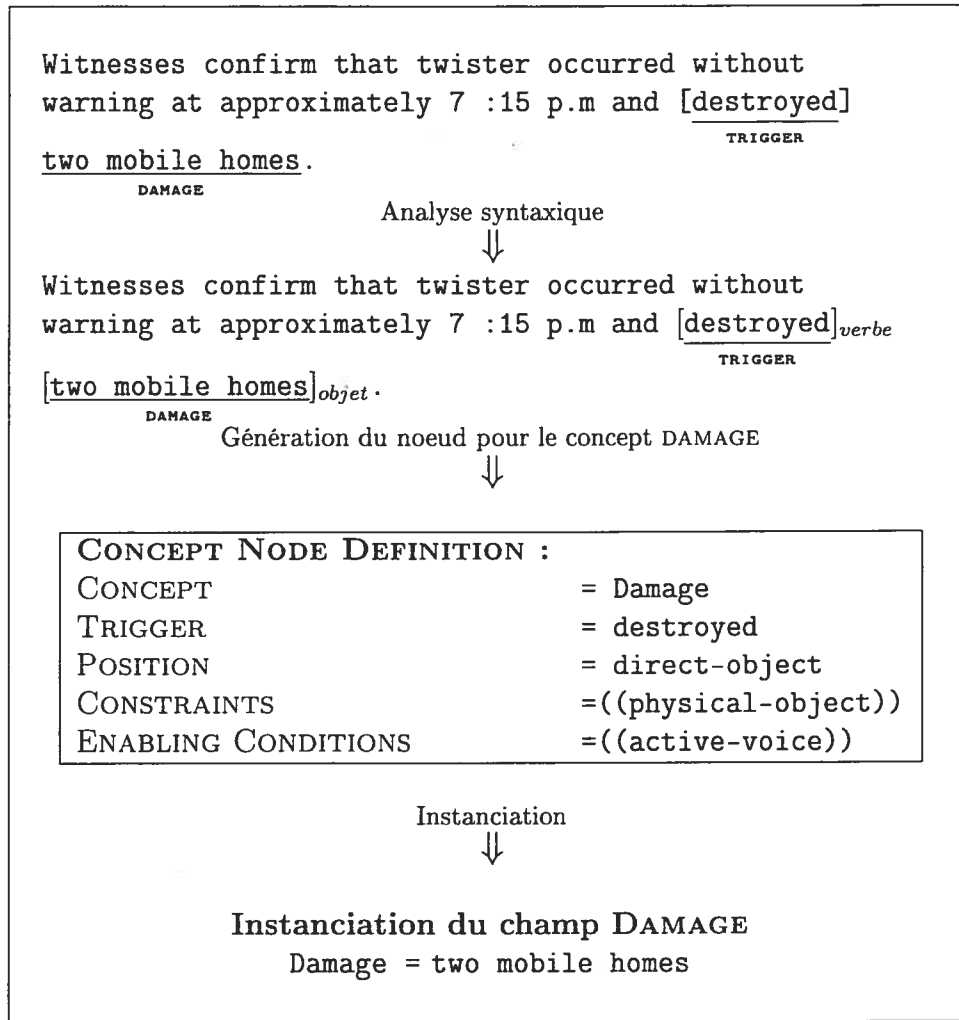 Witnesses confirm that twister occurred without
warning at approximately 7 :15 p.m and [destroyed]
TRIGGER
two mobile homes.
DAMAGE
Analyse syntaxique
⇓
Witnesses confirm that twister occurred without
warning at approximately 7 :15 p.m and [destroyed]verbe
TRIGGER
[two mobile homes]objet.
DAMAGE
Génération du noeud pour le concept DAMAGE
⇓
CONCEPT NODE DEFINITION :
CONCEPT = Damage
TRIGGER = destroyed
POSITION = direct-object
CONSTRAINTS =((physical-object))
ENABLING CONDITIONS =((active-voice))
Instanciation
⇓
Instanciation du champ DAMAGE
Damage = two mobile homes